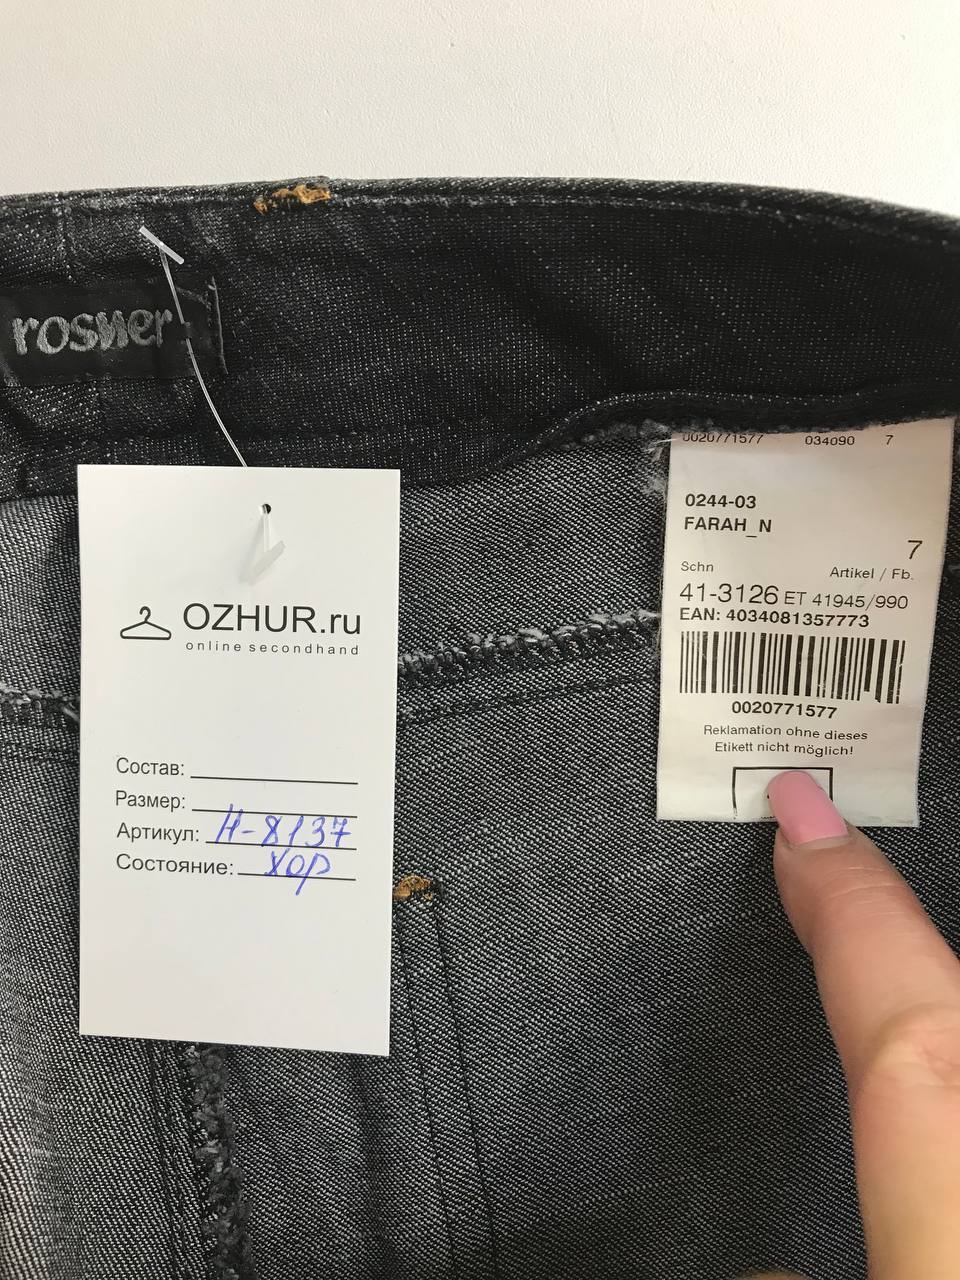 rosner
OZHUR.ru
online secondhand
Состав:
Размер:
Артикул: Н-8137
Состояние: хор
0020771577 034090 7
0244-03
FARAH_N
7
Schn Artikel / Fb.
41-3126 ET 41945/990
EAN: 4034081357773
0020771577
Reklamation ohne dieses
Etikett nicht möglich!